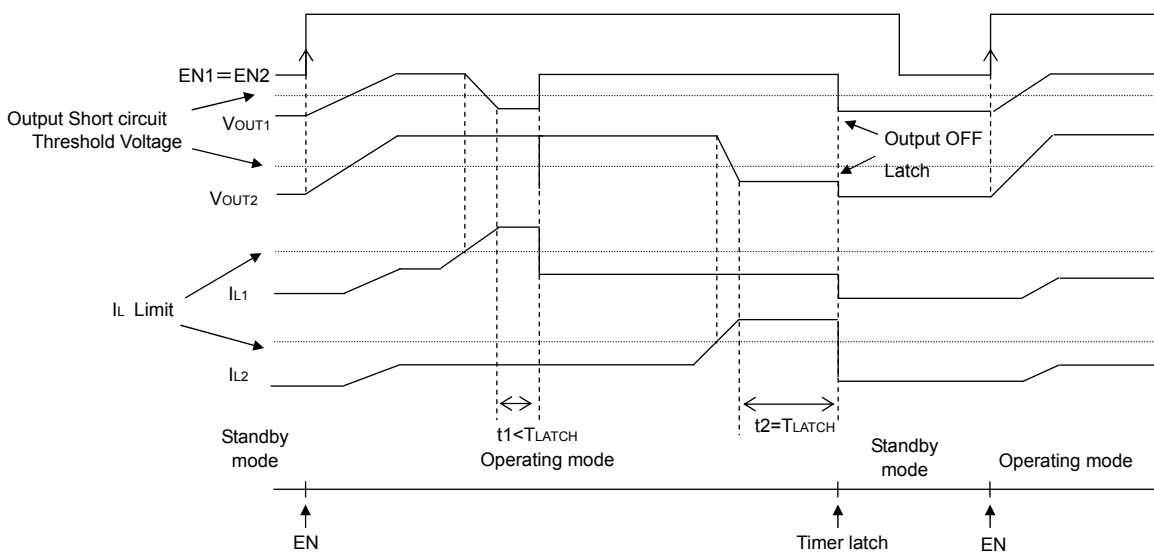 EN1=EN2
Output Short circuit
Threshold Voltage
VOUT1
Output OFF
Latch
VOUT2
IL1
IL Limit
IL2
t1<TLATCH
t2=TLATCH
Standby
mode
Operating mode
Standby
mode
Operating mode
EN
Timer latch
EN